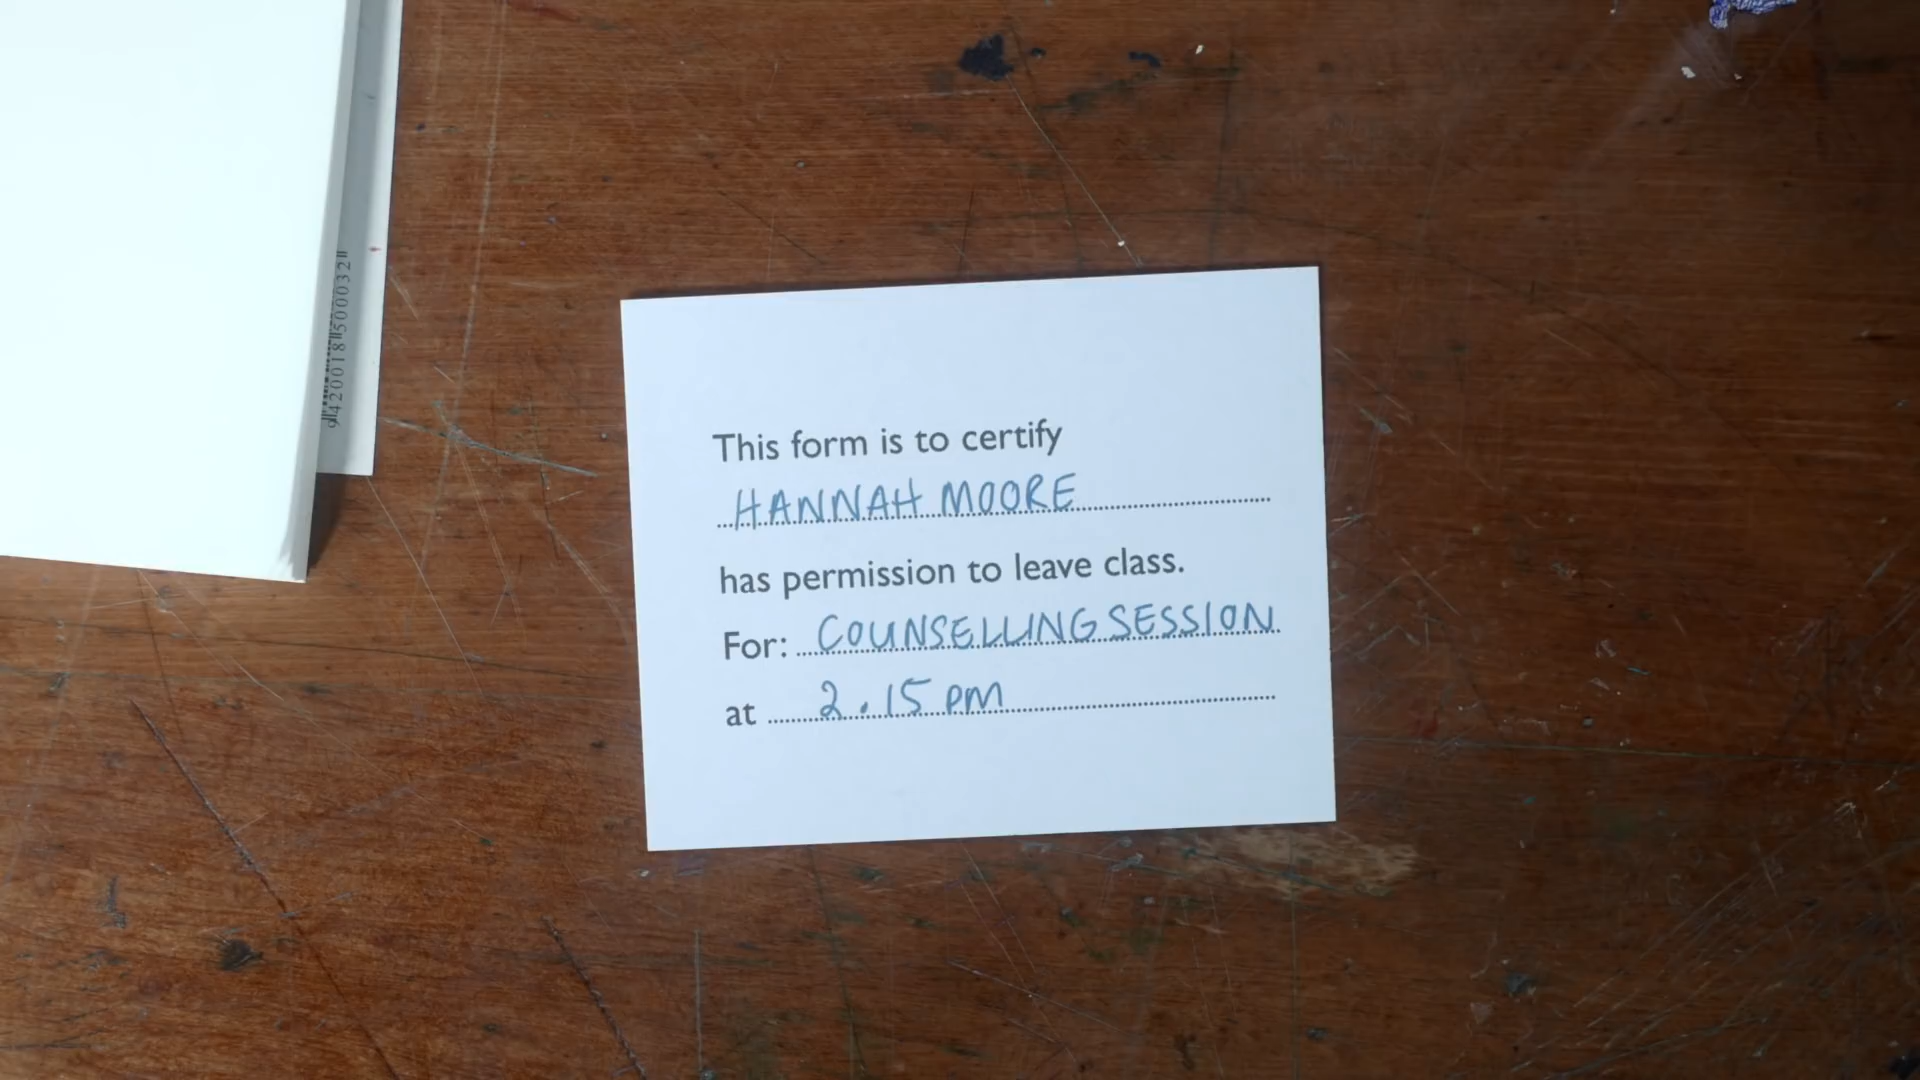 This form is to certify
HANNAH MOORE
has permission to leave class.
For: COUNSELLING SESSION
at 2.15 pm
9420018500032